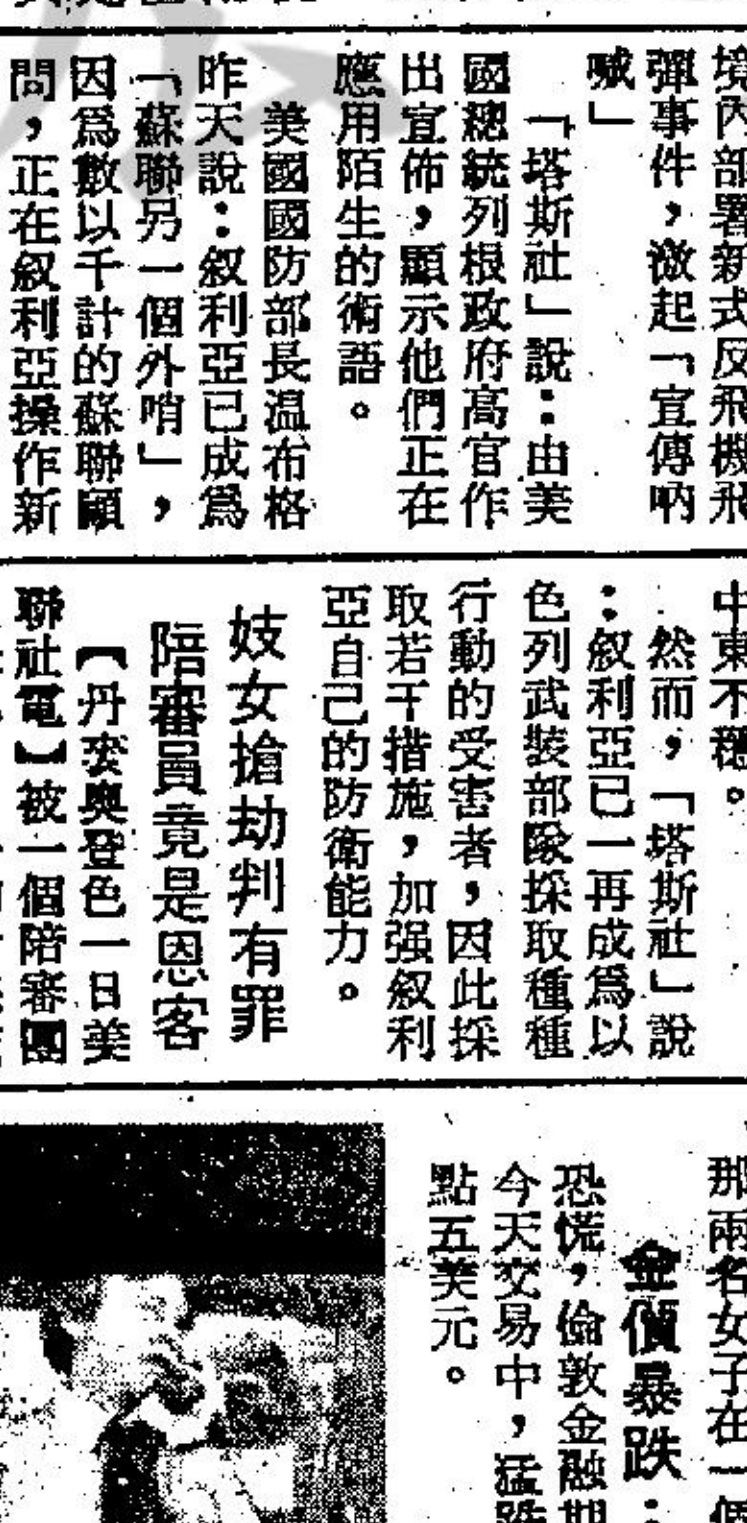 境內部署新式反飛機飛
彈事件，激起「宣傳吶
喊」
「塔斯社」說：由美
國總統列根政府高官作
出宣佈，顯示他們正在
應用陌生的術語。
美國國防部長温布格
昨天說：叙利亞已成爲
「蘇聯另一個外哨」，
因爲數以千計的蘇聯顧
問，正在叙利亞操作新
中東不穩。
然而，「塔斯社」說
：叙利亞已一再成爲以
色列武裝部隊採取種種
行動的受害者，因此採
取若干措施，加强叙利
亞自己的防衛能力。
妓女搶劫判有罪
陪審員竟是恩客
【丹麥奧登色一日美
聯社電】被一個陪審團
那兩名女子在一個
金價暴跌：
恐慌，倫敦金融期
今天交易中，猛跌
點五美元。